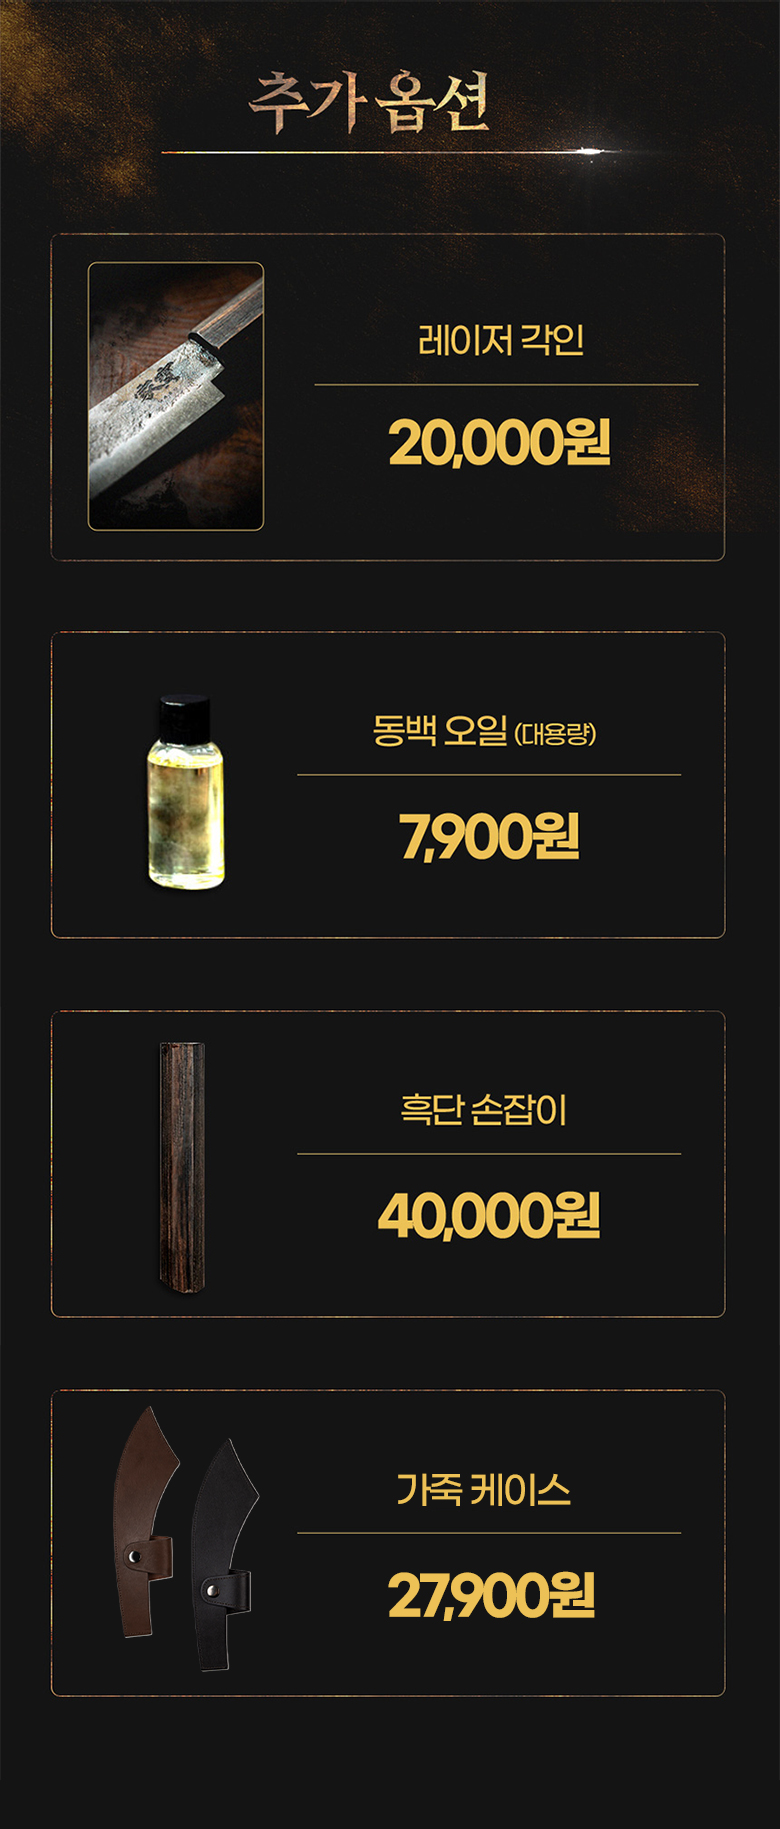 추가 옵션
레이저 각인
20,000원
동백 오일 (대용량)
7,900원
흑단 손잡이
40,000원
가죽 케이스
27,900원